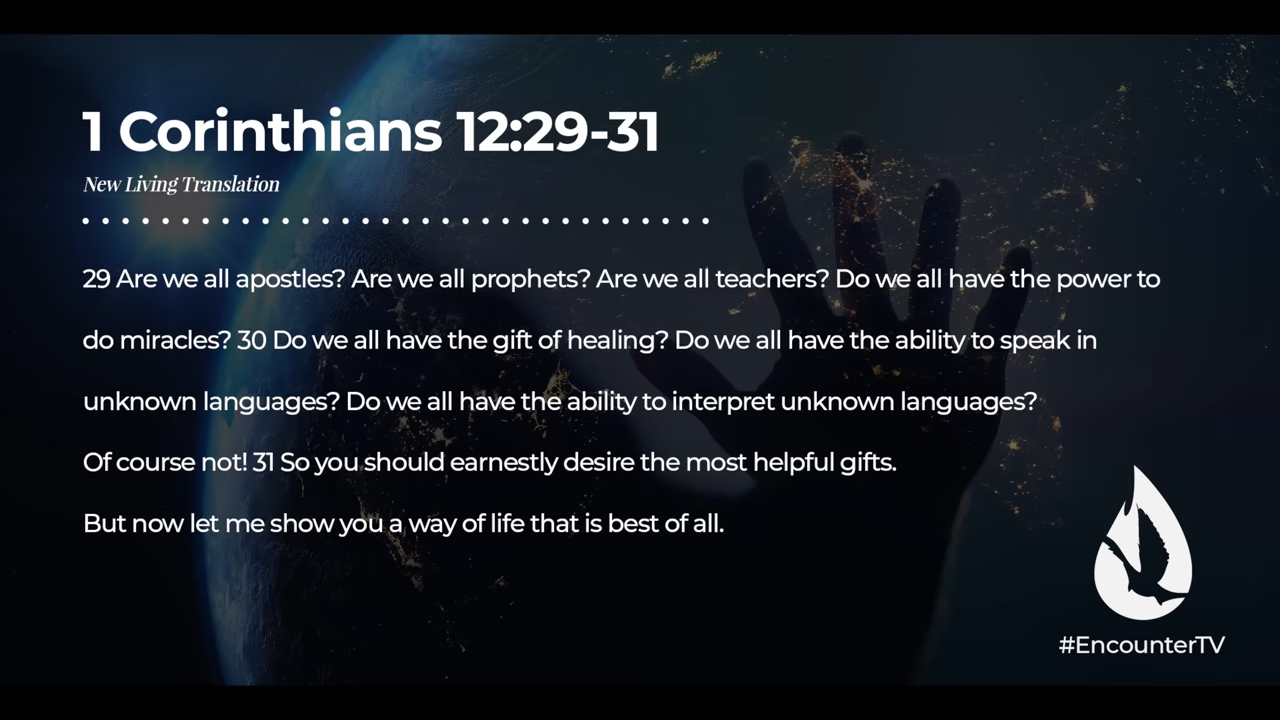 1 Corinthians 12:29-31
New Living Translation
29 Are we all apostles? Are we all prophets? Are we all teachers? Do we all have the power to
do miracles? 30 Do we all have the gift of healing? Do we all have the ability to speak in
unknown languages? Do we all have the ability to interpret unknown languages?
Of course not! 31 So you should earnestly desire the most helpful gifts.
But now let me show you a way of life that is best of all.
#EncounterTV